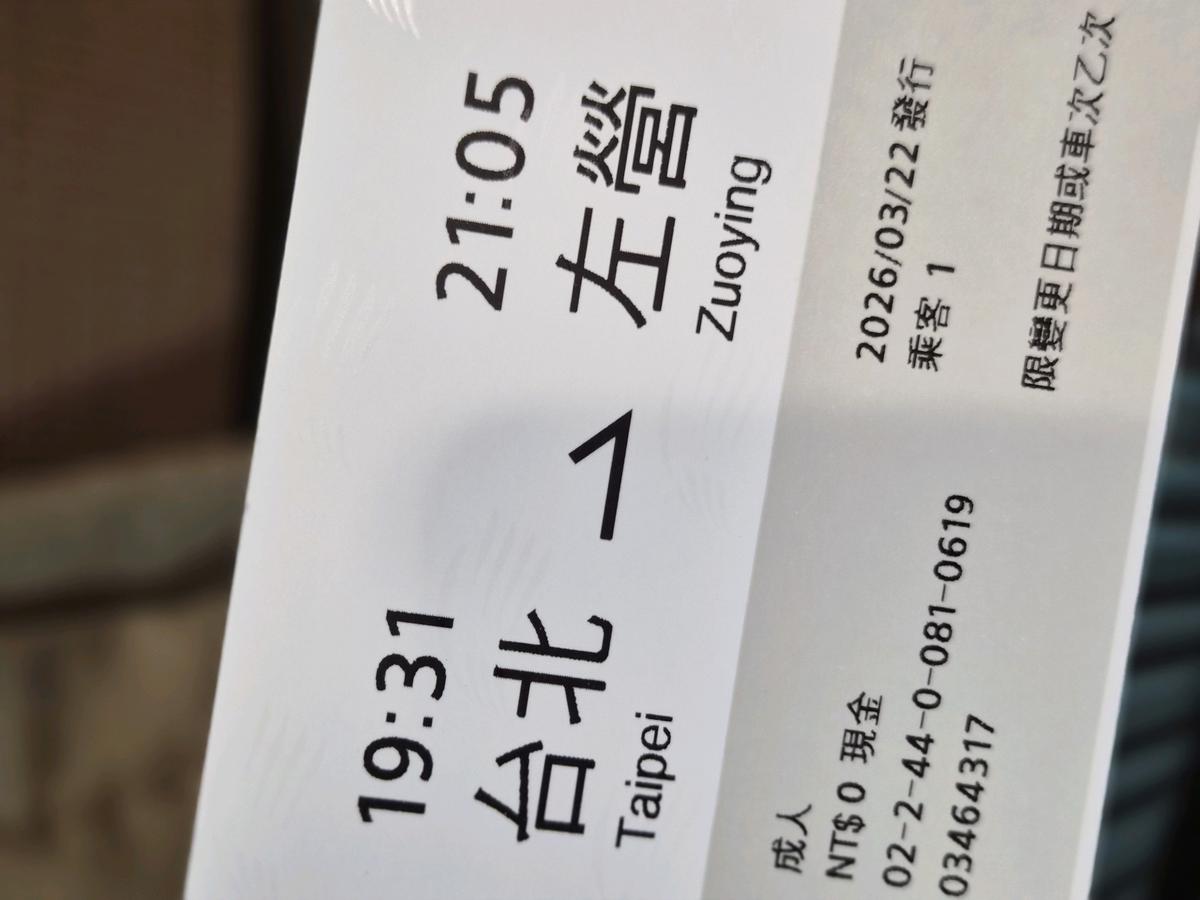 19:31 21:05
台北 → 左營
Taipei Zuoying
成人
NT$ 0 現金 2026/03/22 發行
02-2-44-0-081-0619 乘客 1
03464317
限變更日期或車次乙次